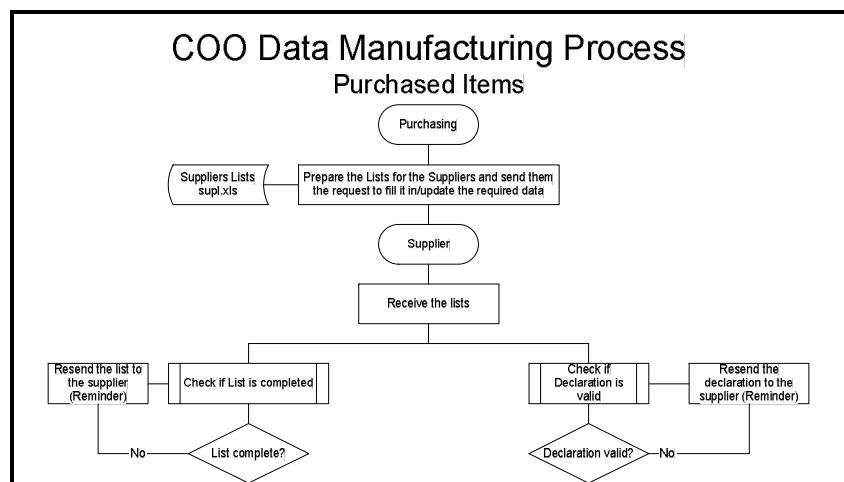 COO Data Manufacturing Process
Purchased Items
Purchasing
Suppliers Lists
supl.xls
Prepare the Lists for the Suppliers and send them
the request to fill it in/update the required data
Supplier
Receive the lists
Resend the list to
the supplier
(Reminder)
Check if List is completed
Check if
Declaration is
valid
Resend the
declaration to the
supplier (Reminder)
No
List complete?
Declaration valid?
No